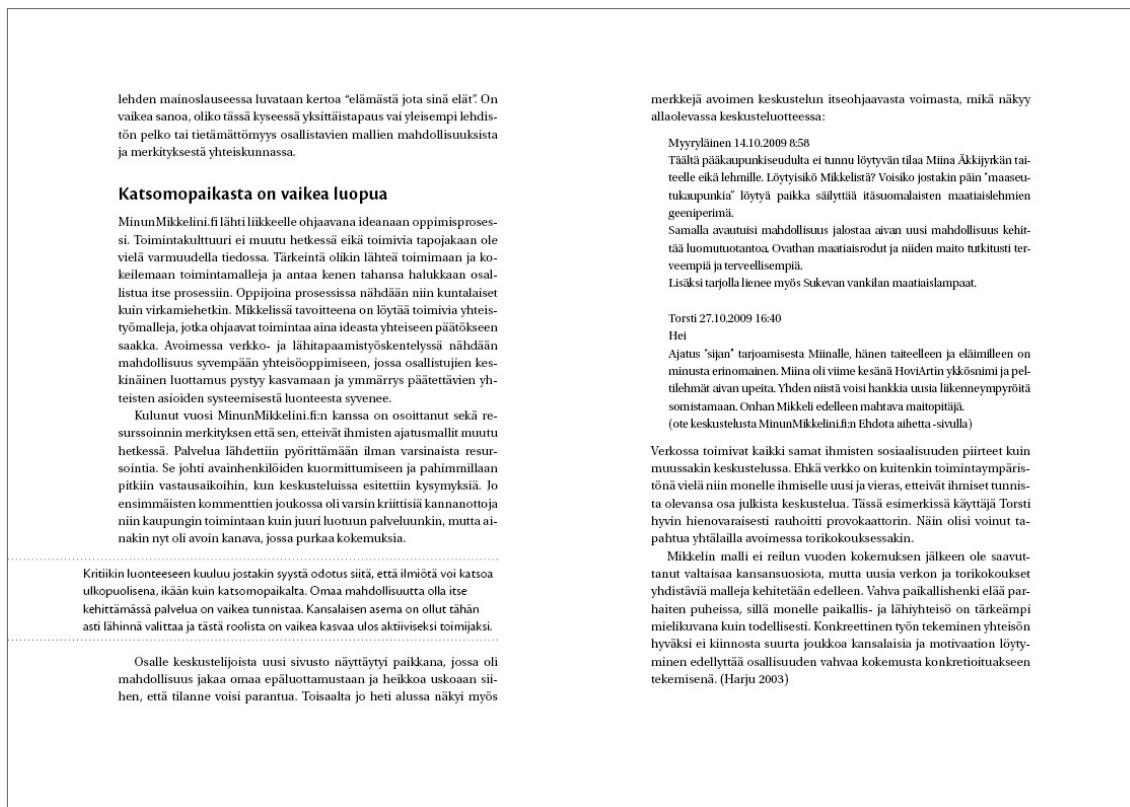 lehden mainoslauseessa luvataan kertoa “elämästä jota sinä elät”. On
vaikea sanoa, oliko tässä kyseessä yksittäistapaus vai yleisempi lehdis-
tön pelko tai tietämättömyys osallistavien mallien mahdollisuuksista
ja merkityksestä yhteiskunnassa.
Katsomopaikasta on vaikea luopua
MinunMikkelini.fi lähti liikkeelle ohjaavana ideanaan oppimisproses-
si. Toimintakulttuuri ei muutu hetkessä eikä toimivia tapojakaan ole
vielä varmuudella tiedossa. Tärkeintä olikin lähteä toimimaan ja ko-
keilemaan toimintamalleja ja antaa kenen tahansa halukkaan osal-
listua itse prosessiin. Oppijoina prosessissa nähdään niin kuntalaiset
kuin virkamiehetkin. Mikkelissä tavoitteena on löytää toimivia yhteis-
työmalleja, jotka ohjaavat toimintaa aina ideasta yhteiseen päätökseen
saakka. Avoimessa verkko- ja lähitapaamistyöskentelyssä nähdään
mahdollisuus syvempään yhteisöoppimiseen, jossa osallistujien kes-
kinäinen luottamus pystyy kasvamaan ja ymmärrys päätettävien yh-
teisten asioiden systeemisestä luonteesta syvenee.
Kulunut vuosi MinunMikkelini.fi:n kanssa on osoittanut sekä re-
surssoinnin merkityksen että sen, etteivät ihmisten ajatusmallit muutu
hetkessä. Palvelua lähdettiin pyörittämään ilman varsinaista resur-
sointia. Se johti avainhenkilöiden kuormittumiseen ja pahimmillaan
pitkiin vastausaikoihin, kun keskusteluissa esitettiin kysymyksiä. Jo
ensimmäisten kommenttien joukossa oli varsin kriittisiä kannanottoja
niin kaupungin toimintaan kuin juuri luotuun palveluunkin, mutta ai-
nakin nyt oli avoin kanava, jossa purkaa kokemuksia.
Kritiikin luonteeseen kuuluu jostakin syystä odotus siitä, että ilmiötä voi katsoa
ulkopuolisena, ikään kuin katsomopaikalta. Omaa mahdollisuutta olla itse
kehittämässä palvelua on vaikea tunnistaa. Kansalaisen asema on ollut tähän
asti lähinnä valittaa ja tästä roolista on vaikea kasvaa ulos aktiiviseksi toimijaksi.
Osalle keskustelijoista uusi sivusto näyttäytyi paikkana, jossa oli
mahdollisuus jakaa omaa epäluottamustaan ja heikkoa uskoaan sii-
hen, että tilanne voisi parantua. Toisaalta jo heti alussa näkyi myös
merkkejä avoimen keskustelun itseohjaavasta voimasta, mikä näkyy
allaolevassa keskusteluotteessa:
Myyryläinen 14.10.2009 8:58
Täältä pääkaupunkiseudulta ei tunnu löytyvän tilaa Miina Äkkijyrkän tai-
teelle eikä lehmille. Löytyisikö Mikkelistä? Voisiko jostakin päin "maaseu-
tukaupunkia" löytyä paikka säilyttää itäsuomalaisten maatiaislehmien
geeniperimä.
Samalla avautuisi mahdollisuus jalostaa aivan uusi mahdollisuus kehit-
tää luomutuotantoa. Ovathan maatiaisrodut ja niiden maito tutkitusti ter-
veempiä ja terveellisempiä.
Lisäksi tarjolla lienee myös Sukevan vankilan maatiaislampaat.
Torsti 27.10.2009 16:40
Hei
Ajatus "sijan" tarjoamisesta Miinalle, hänen taiteelleen ja eläimilleen on
minusta erinomainen. Miina oli viime kesänä HoviArtin ykkösnimi ja pel-
tilehmät aivan upeita. Yhden niistä voisi hankkia uusia liikenneympyröitä
somistamaan. Onhan Mikkeli edelleen mahtava maitopitäjä.
(ote keskustelusta MinunMikkelini.fi:n Ehdota aihetta -sivulla)
Verkossa toimivat kaikki samat ihmisten sosiaalisuuden piirteet kuin
muussakin keskustelussa. Ehkä verkko on kuitenkin toimintaympäris-
tönä vielä niin monelle ihmiselle uusi ja vieras, etteivät ihmiset tunnis-
ta olevansa osa julkista keskustelua. Tässä esimerkissä käyttäjä Torsti
hyvin hienovaraisesti rauhoitti provokaattorin. Näin olisi voinut ta-
pahtua yhtälailla avoimessa torikokouksessakin.
Mikkelin malli ei reilun vuoden kokemuksen jälkeen ole saavut-
tanut valtaisaa kansansuosiota, mutta uusia verkon ja torikokoukset
yhdistäviä malleja kehitetään edelleen. Vahva paikallishenki elää par-
haiten puheissa, sillä monelle paikallis- ja lähiyhteisö on tärkeämpi
mielikuvana kuin todellisesti. Konkreettinen työn tekeminen yhteisön
hyväksi ei kiinnosta suurta joukkoa kansalaisia ja motivaation löyty-
minen edellyttää osallisuuden vahvaa kokemusta konkretioituakseen
tekemisenä. (Harju 2003)